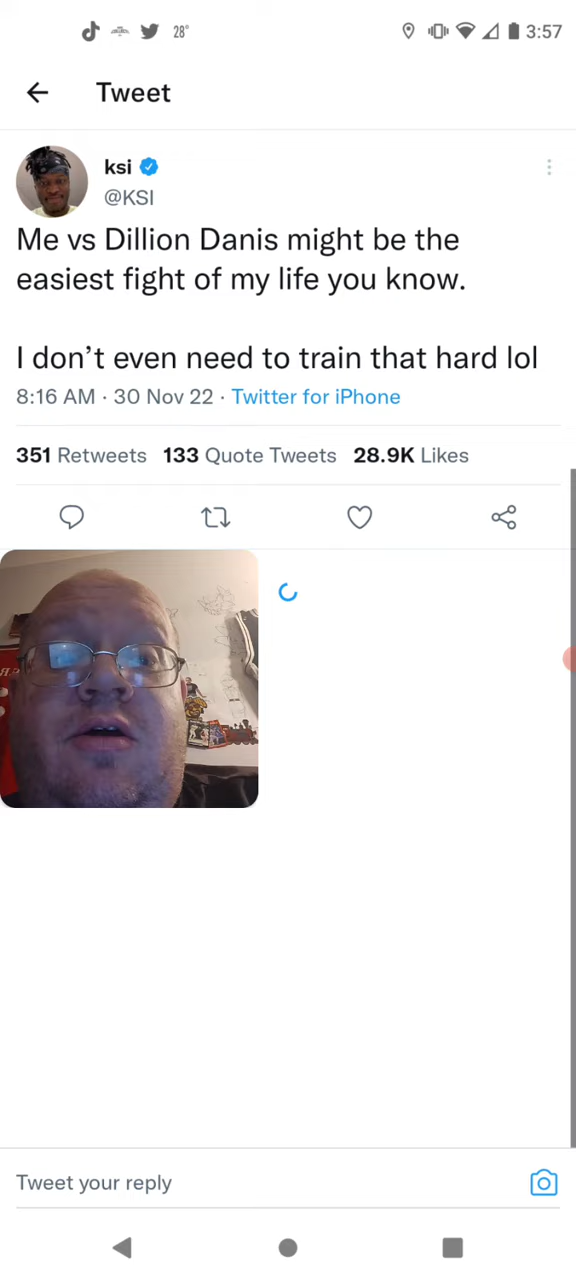 28°
3:57
Tweet
ksi
@KSI
Me vs Dillion Danis might be the
easiest fight of my life you know.
I don't even need to train that hard lol
8:16 AM · 30 Nov 22 · Twitter for iPhone
351 Retweets 133 Quote Tweets 28.9K Likes
Tweet your reply